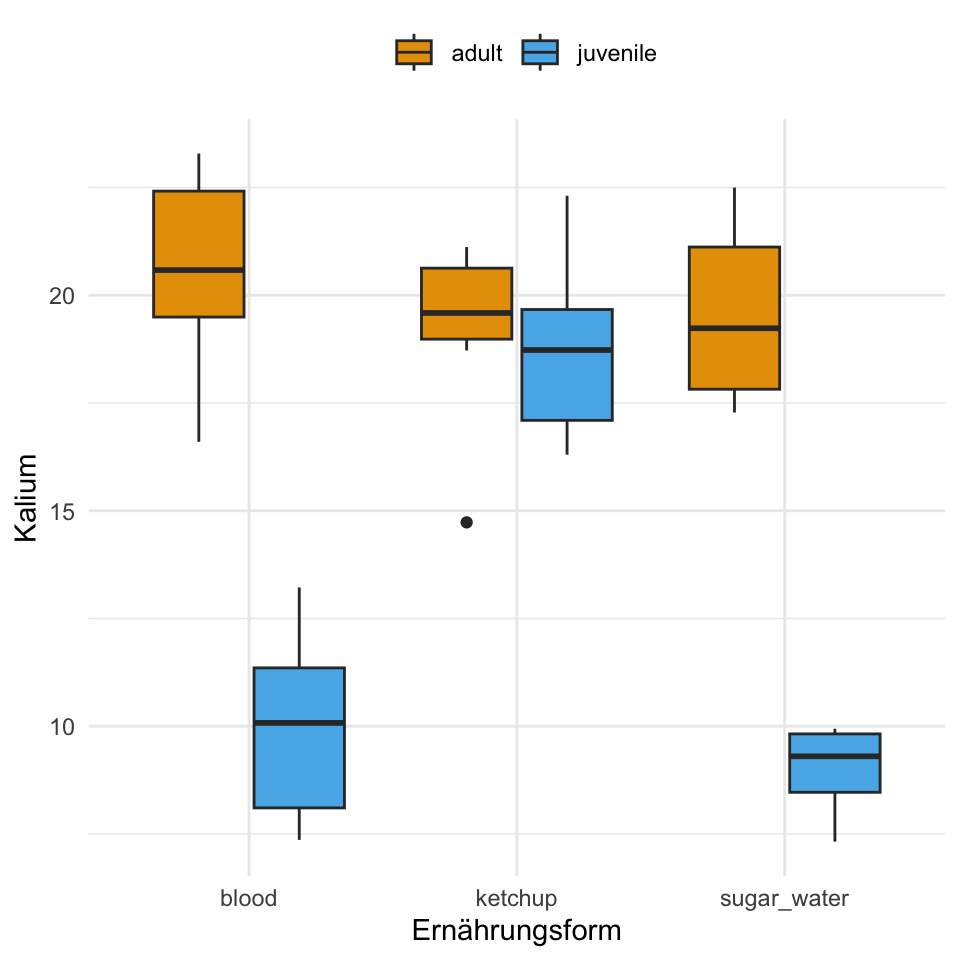 adult juvenile
Kalium
20
15
10
blood ketchup sugar_water
Ernährungsform